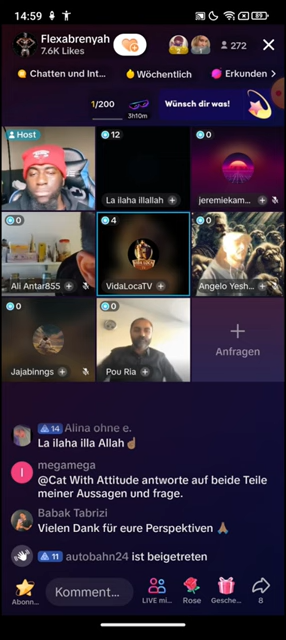 14:59
89
Flexabrenyah
7.6K Likes
272
Chatten und Int...
Wöchentlich
Erkunden
1/200
3h10m
Wünsch dir was!
Host
12
La ilaha illallah
0
jeremiekam...
0
Ali Antar855
4
VidaLocaTV
0
Angelo Yesh...
0
Jajabinngs
0
Pou Ria
Anfragen
14 Alina ohne e.
La ilaha illa Allah☝🏽
I
megamega
@Cat With Attitude antworte auf beide Teile
meiner Aussagen und frage.
Babak Tabrizi
Vielen Dank für eure Perspektiven 🙏🏽
11 autobahn24 ist beigetreten
Komment...
Abonn...
LIVE mi...
Rose
Gesche...
8